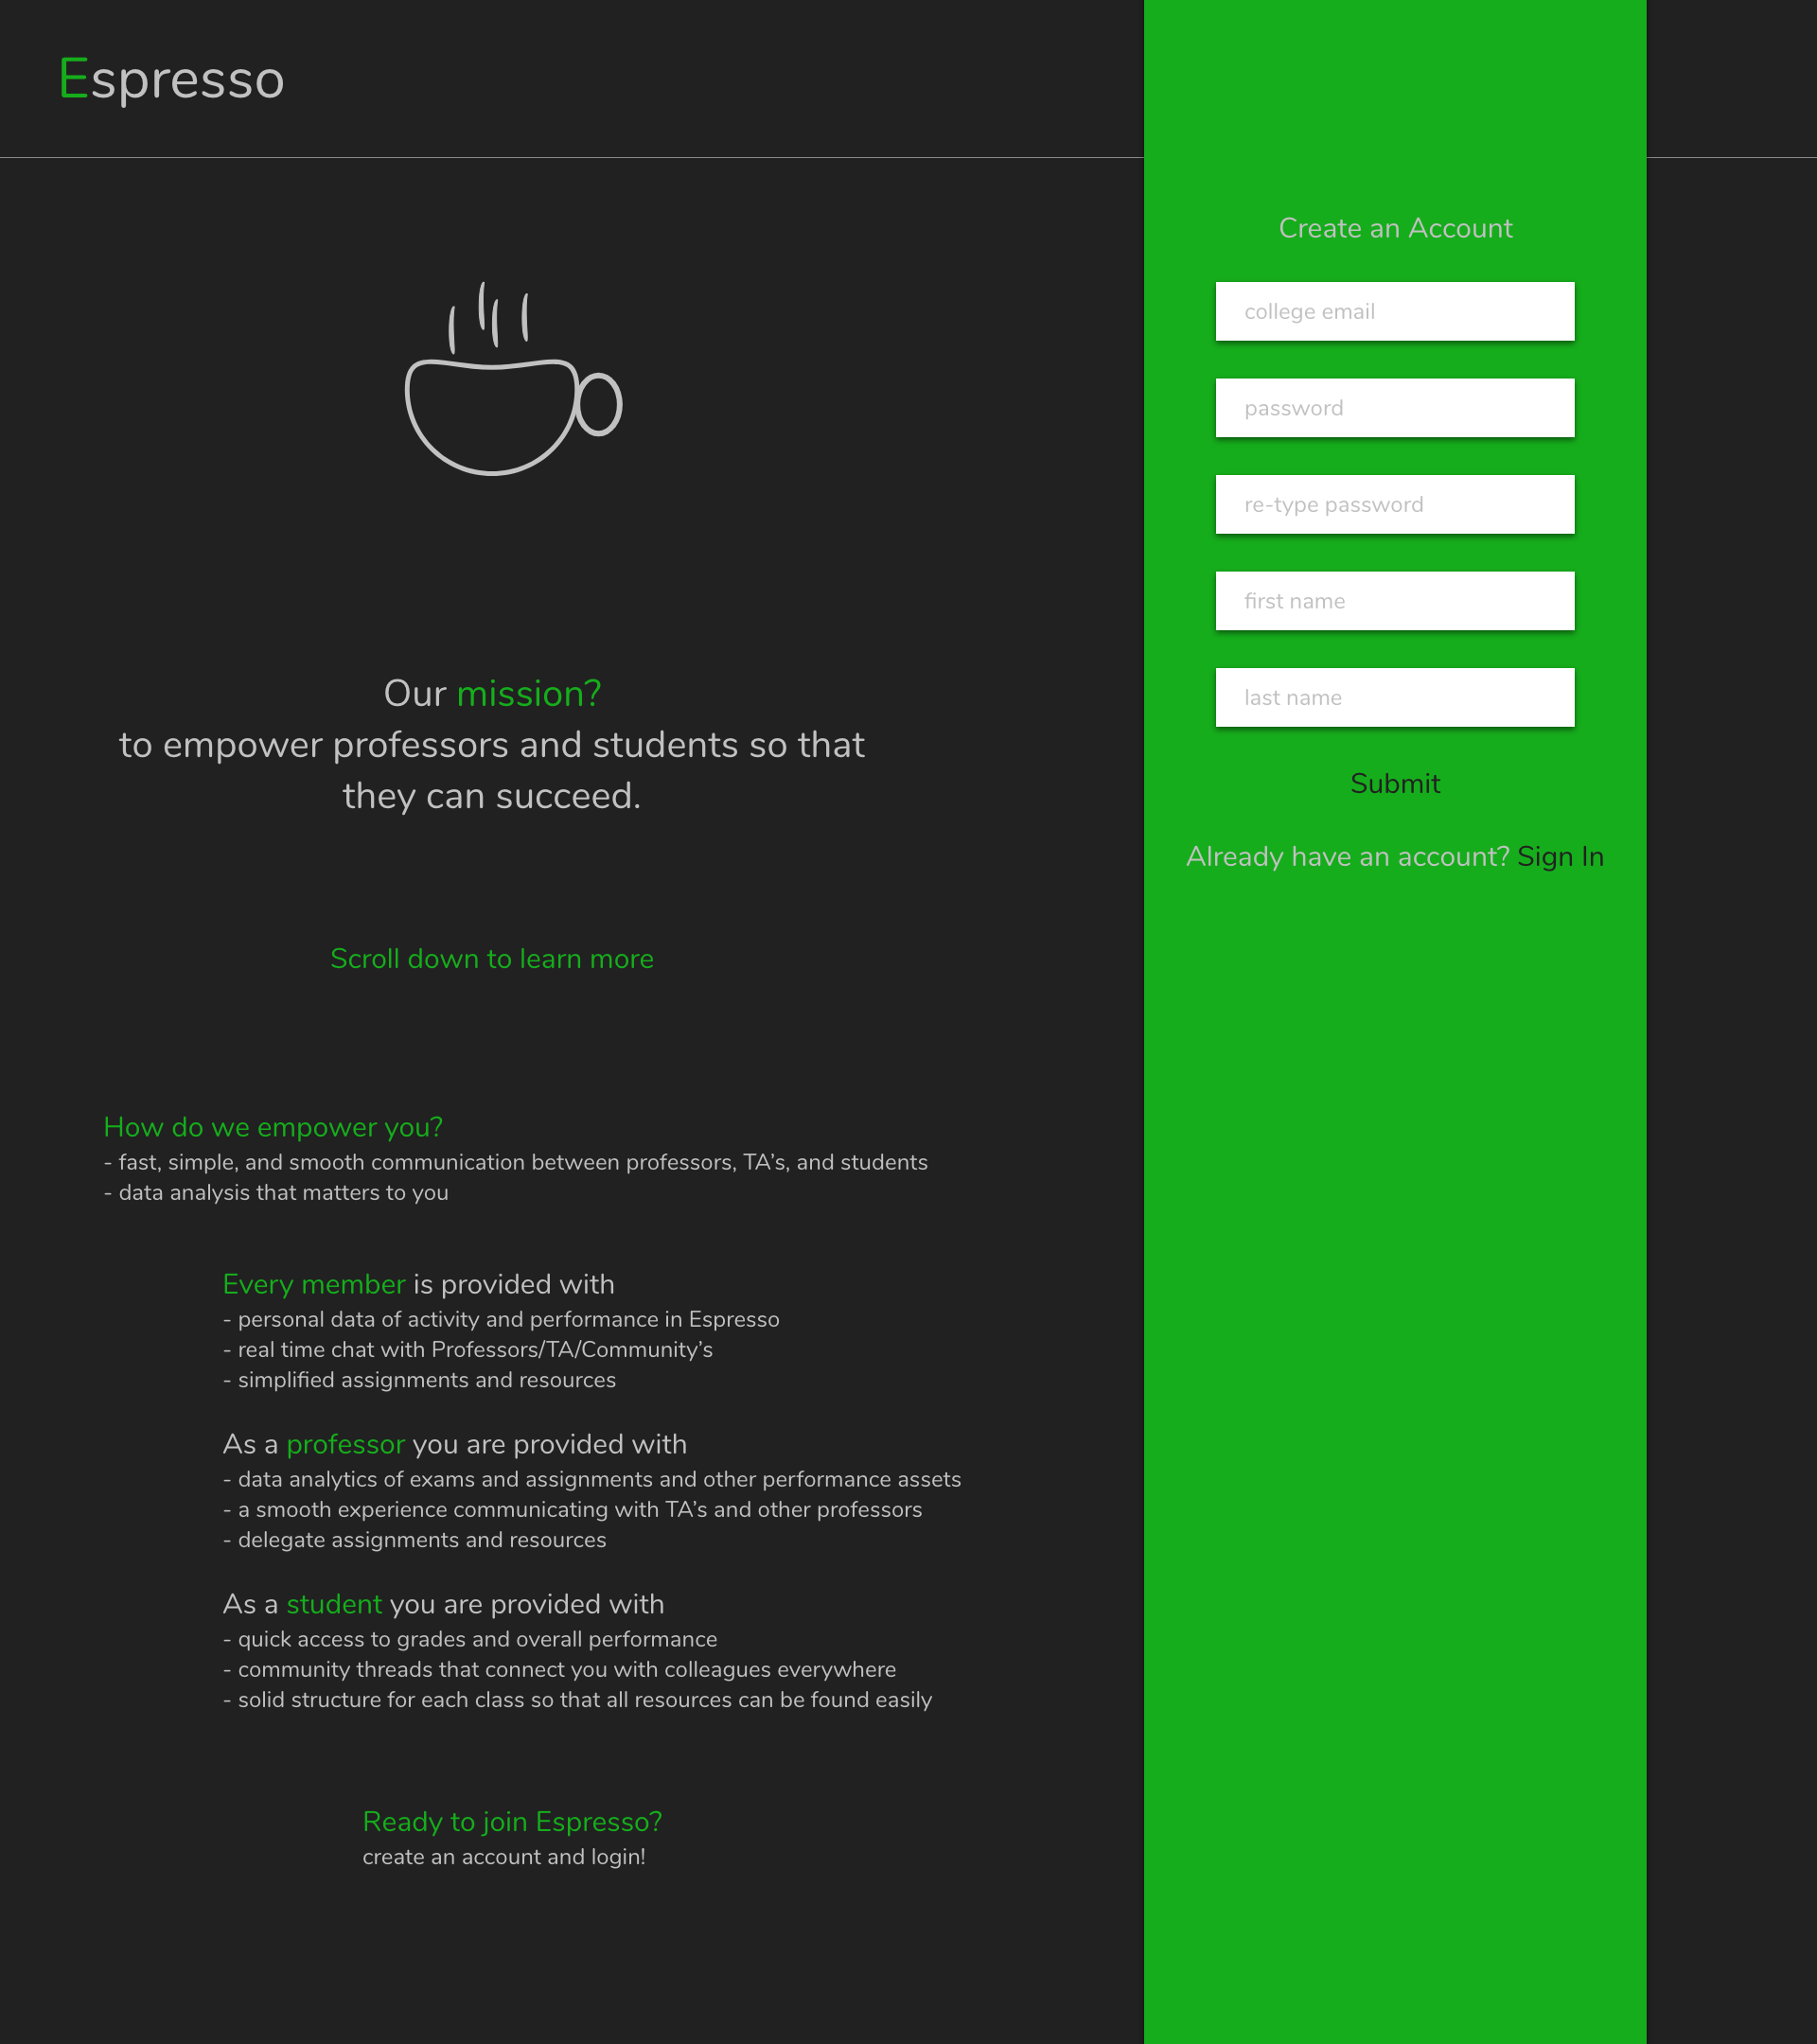 Espresso
Our mission?
to empower professors and students so that
they can succeed.
Scroll down to learn more
How do we empower you?
- fast, simple, and smooth communication between professors, TA’s, and students
- data analysis that matters to you
Every member is provided with
- personal data of activity and performance in Espresso
- real time chat with Professors/TA/Community’s
- simplified assignments and resources
As a professor you are provided with
- data analytics of exams and assignments and other performance assets
- a smooth experience communicating with TA’s and other professors
- delegate assignments and resources
As a student you are provided with
- quick access to grades and overall performance
- community threads that connect you with colleagues everywhere
- solid structure for each class so that all resources can be found easily
Ready to join Espresso?
create an account and login!
Create an Account
college email
password
re-type password
first name
last name
Submit
Already have an account? Sign In